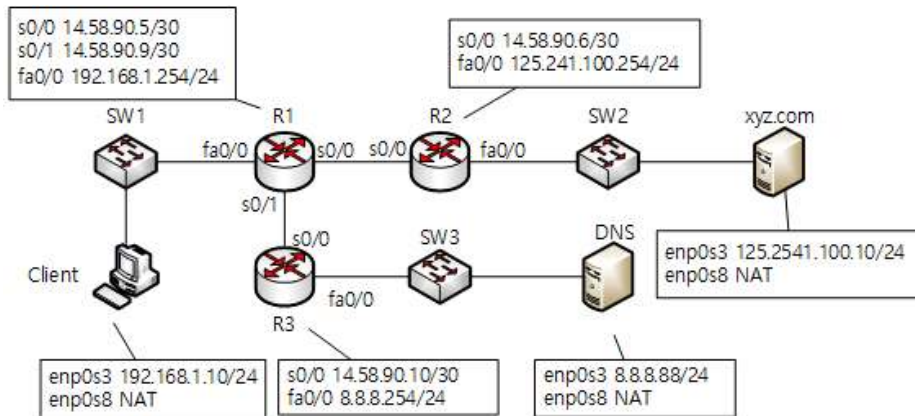 s0/0 14.58.90.5/30
s0/1 14.58.90.9/30
fa0/0 192.168.1.254/24
s0/0 14.58.90.6/30
fa0/0 125.241.100.254/24
SW1
R1
R2
SW2
xyz.com
fa0/0
s0/0
s0/0
fa0/0
s0/1
s0/0
SW3
DNS
enp0s3 125.2541.100.10/24
enp0s8 NAT
Client
fa0/0
R3
enp0s3 192.168.1.10/24
enp0s8 NAT
s0/0 14.58.90.10/30
fa0/0 8.8.8.254/24
enp0s3 8.8.8.88/24
enp0s8 NAT